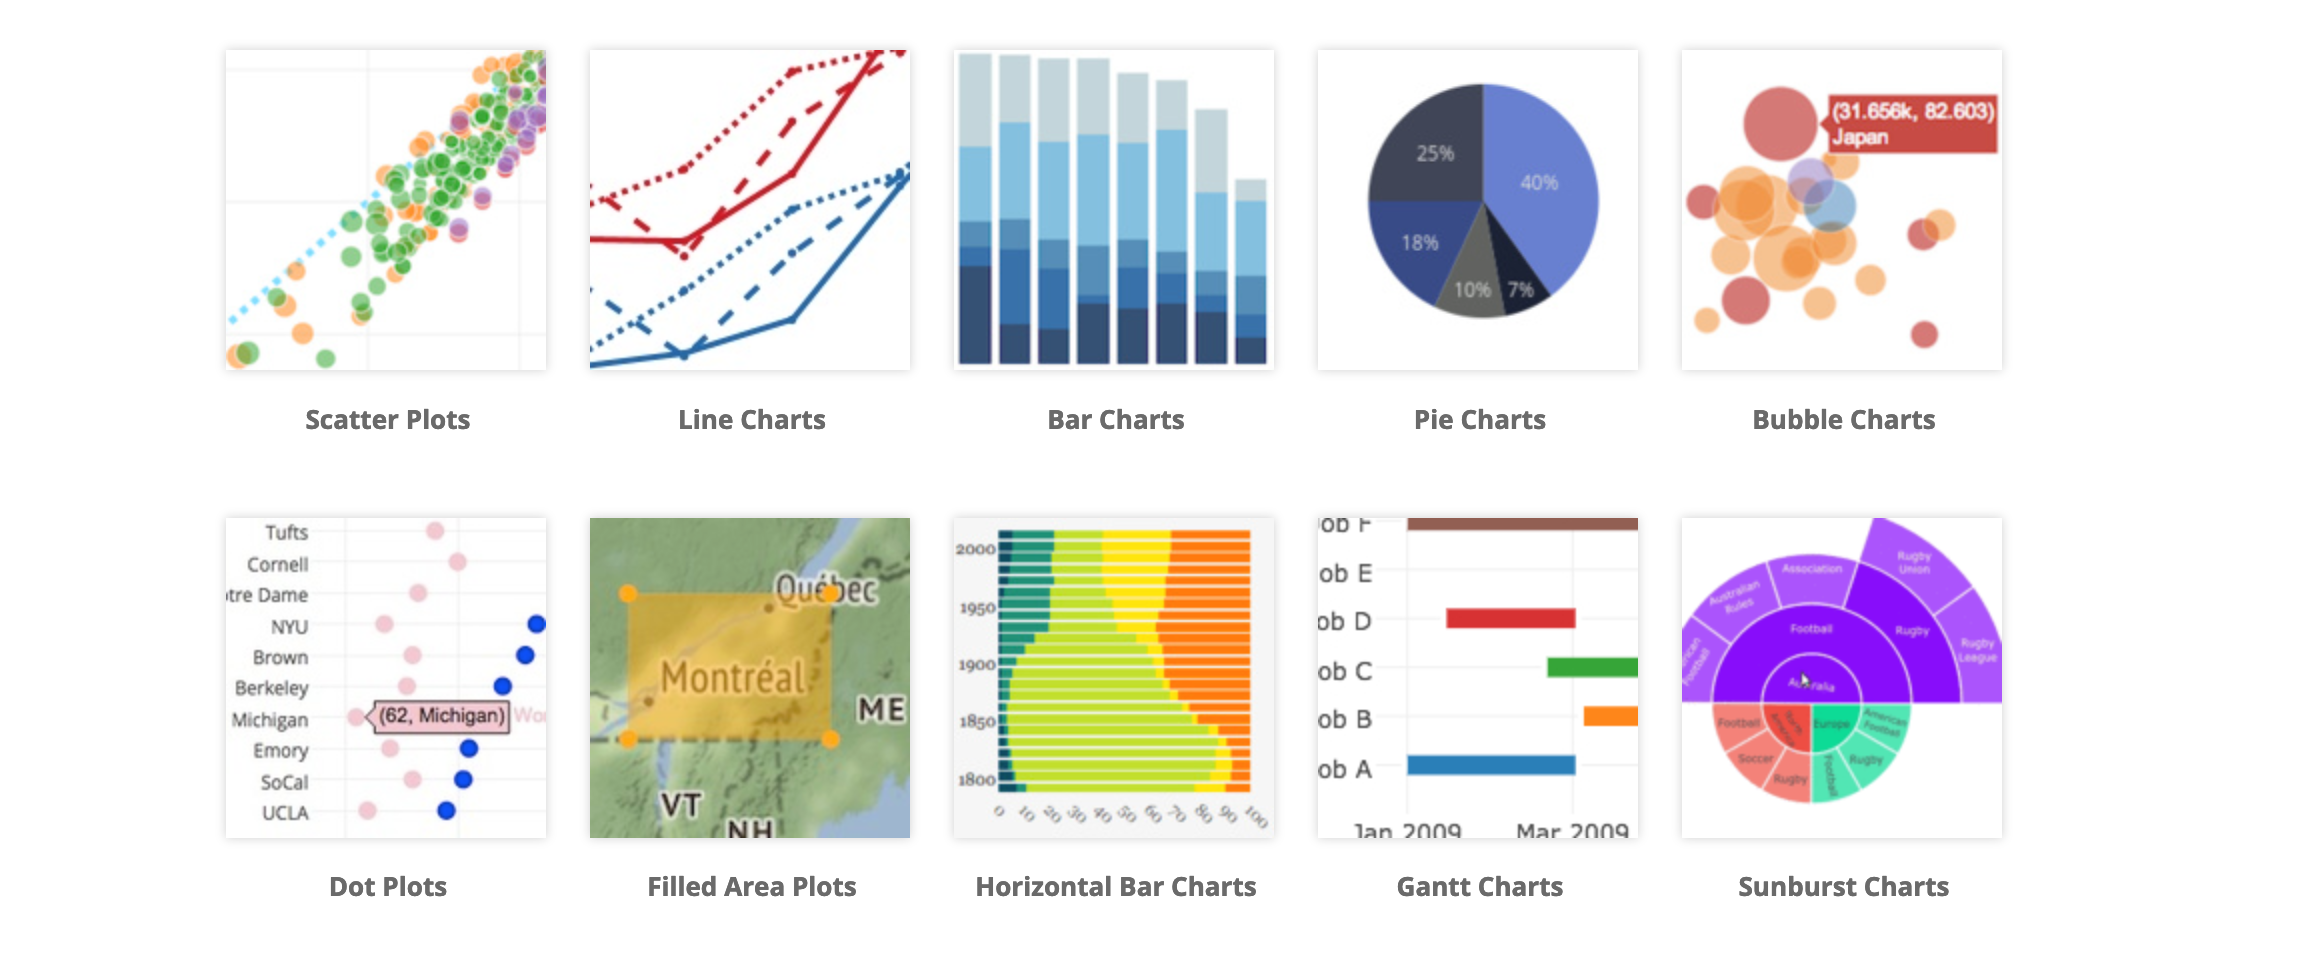 25%
40%
18%
10%
7%
(31.656k, 82.603)
Japan
Scatter Plots
Line Charts
Bar Charts
Pie Charts
Bubble Charts
Tufts
Cornell
tre Dame
NYU
Brown
Berkeley
Michigan
(62, Michigan)
Emory
SoCal
UCLA
Québec
Montréal
ME
VT
NH
2000
1950
1900
1850
1800
0 10 20 30 40 50 60 70 80 90 100
ob F
ob E
ob D
ob C
ob B
ob A
Jan 2009
Mar 2009
Rugby
Union
Association
Australian
Rules
Football
Rugby
Rugby
League
Football
Australia
Football
Europe
American
Football
Soccer
Rugby
Football
Rugby
Dot Plots
Filled Area Plots
Horizontal Bar Charts
Gantt Charts
Sunburst Charts